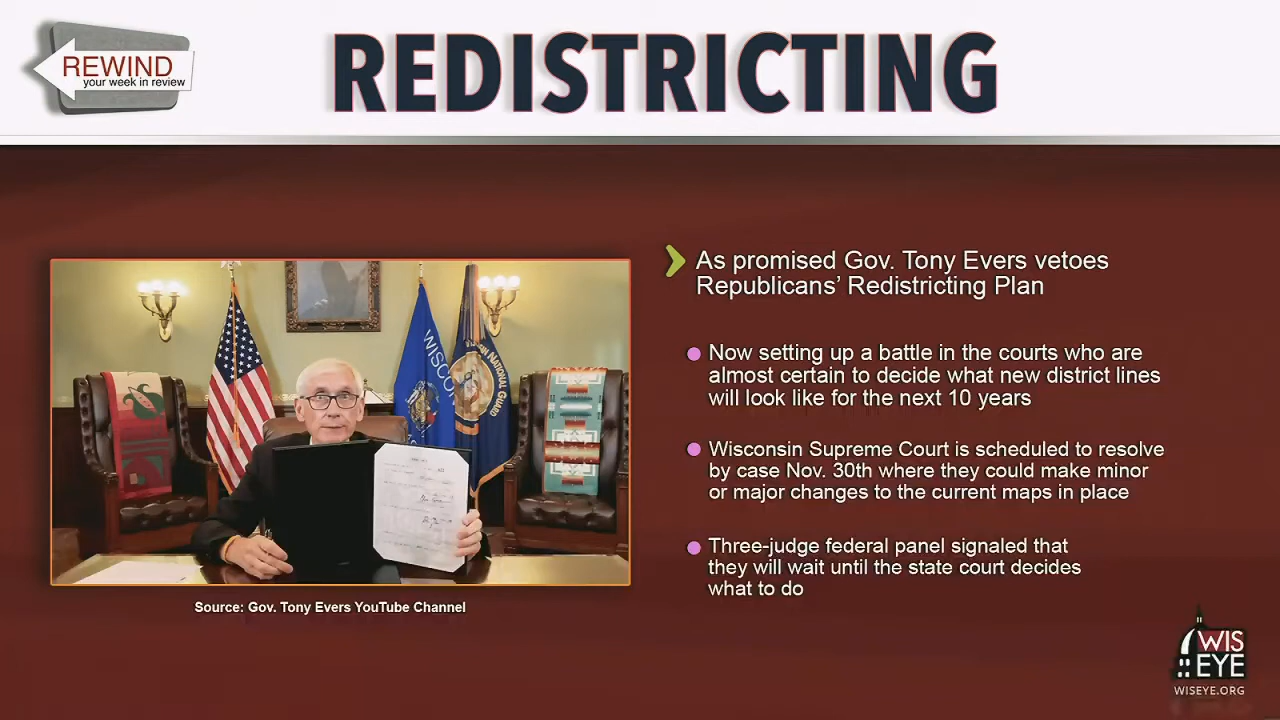 REWIND
your week in review
REDISTRICTING
As promised Gov. Tony Evers vetoes
Republicans’ Redistricting Plan
Now setting up a battle in the courts who are
almost certain to decide what new district lines
will look like for the next 10 years
Wisconsin Supreme Court is scheduled to resolve
by case Nov. 30th where they could make minor
or major changes to the current maps in place
Three-judge federal panel signaled that
they will wait until the state court decides
what to do
WISCON
NATIONAL GUARD
Source: Gov. Tony Evers YouTube Channel
WIS
EYE
WISEYE.ORG